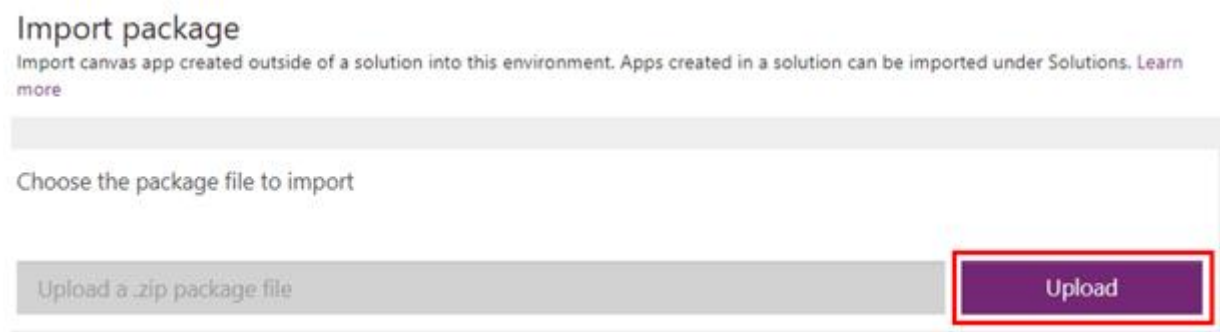 Import package
Import canvas app created outside of a solution into this environment. Apps created in a solution can be imported under Solutions. Learn
more
Choose the package file to import
Upload a .zip package file
Upload